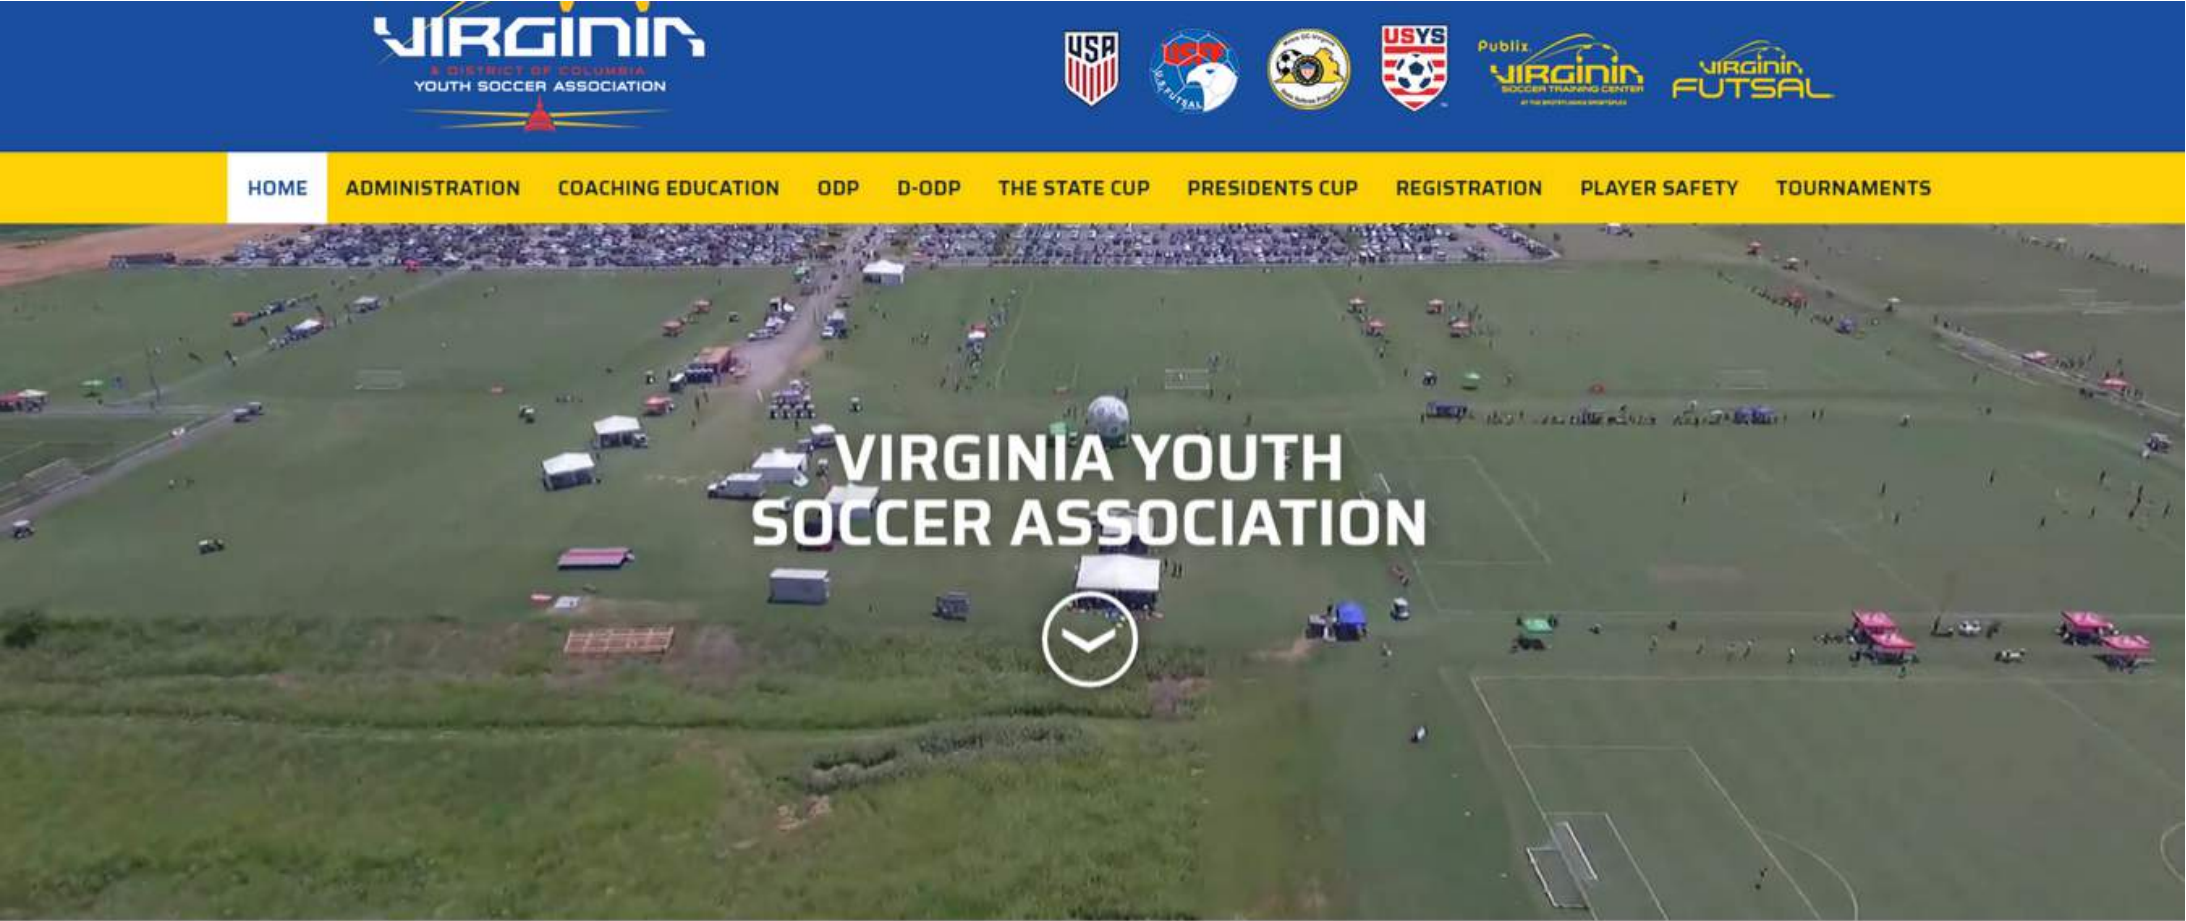 VIRGINIA
& DISTRICT OF COLUMBIA
YOUTH SOCCER ASSOCIATION
USA
U.S. FUTSAL
USYS
Publix
VIRGINIA
SOCCER TRAINING CENTER
VIRGINIA
FUTSAL
HOME ADMINISTRATION COACHING EDUCATION ODP D-ODP THE STATE CUP PRESIDENTS CUP REGISTRATION PLAYER SAFETY TOURNAMENTS
VIRGINIA YOUTH
SOCCER ASSOCIATION